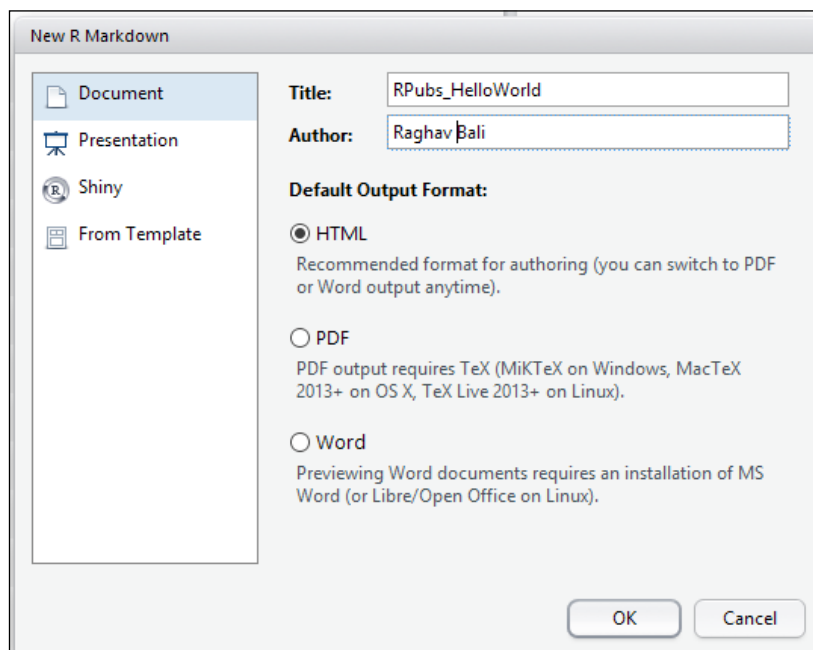 New R Markdown
Document
Presentation
R
Shiny
From Template
Title:
RPubs_HelloWorld
Author:
Raghav Bali
Default Output Format:
HTML
Recommended format for authoring (you can switch to PDF
or Word output anytime).
PDF
PDF output requires TeX (MiKTeX on Windows, MacTeX
2013+ on OS X, TeX Live 2013+ on Linux).
Word
Previewing Word documents requires an installation of MS
Word (or Libre/Open Office on Linux).
OK
Cancel